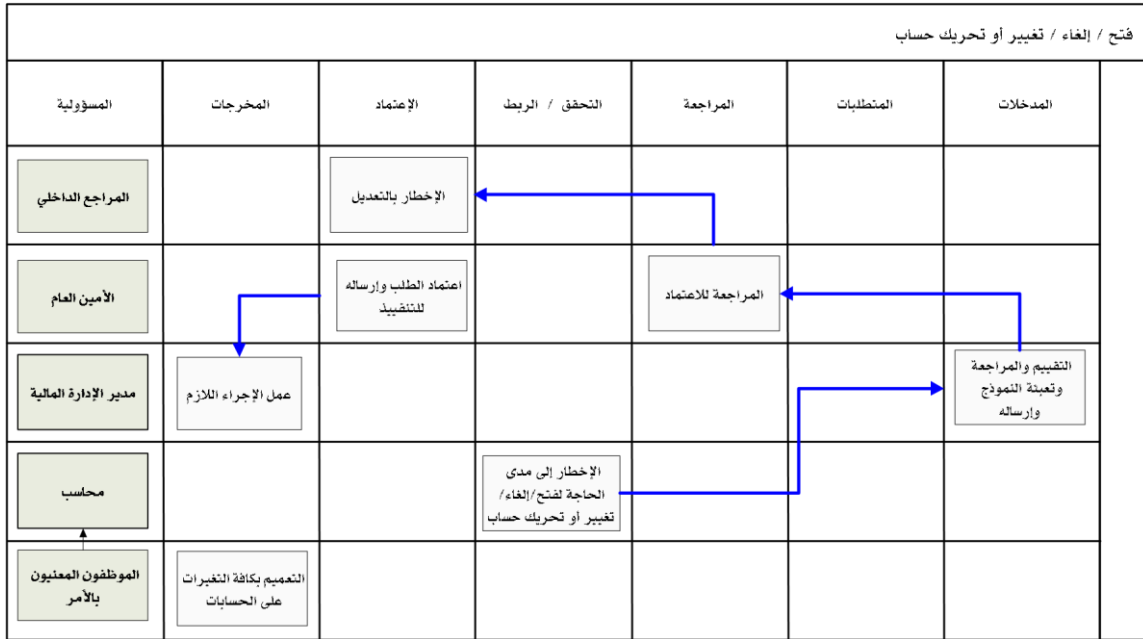 فتح / إلغاء / تغيير أو تحريك حساب
المدخلات
المتطلبات
المراجعة
التحقق / الربط
الإعتماد
المخرجات
المسؤولية
الإخطار بالتعديل
المراجع الداخلي
المراجعة للاعتماد
اعتماد الطلب وإرساله
للتنفييذ
الأمين العام
التقييم والمراجعة
وتعبئة النموذج
وإرساله
عمل الإجراء اللازم
مدير الإدارة المالية
الإخطار إلى مدى
الحاجة لفتح/إلغاء/
تغيير أو تحريك حساب
محاسب
التعميم بكافة التغيرات
على الحسابات
الموظفون المعنيون
بالأمر